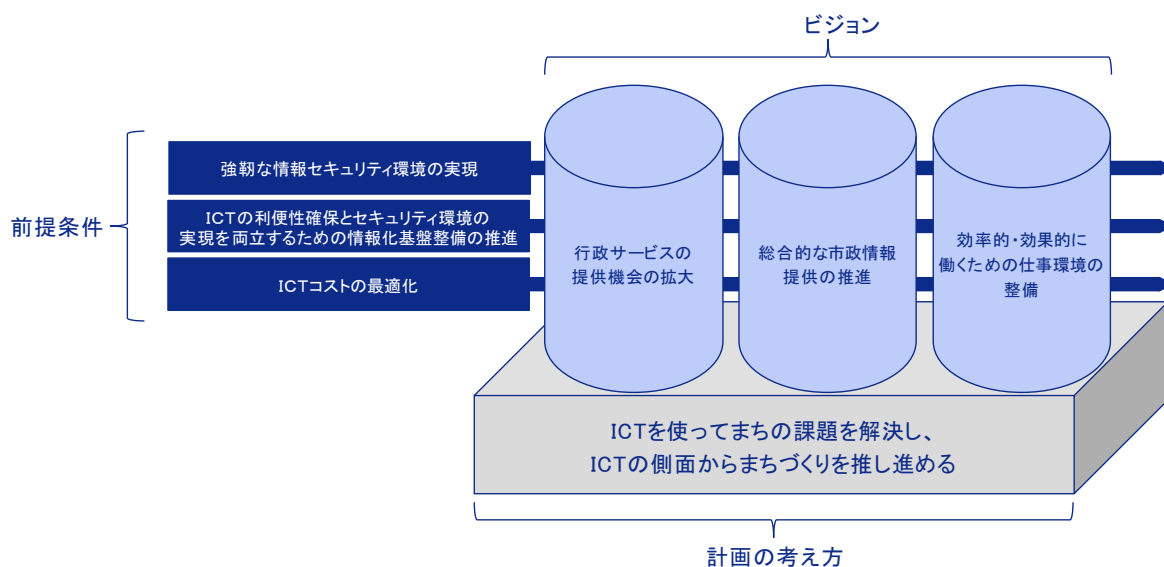 ビジョン
前提条件
強靭な情報セキュリティ環境の実現
ICTの利便性確保とセキュリティ環境の
実現を両立するための情報化基盤整備の推進
ICTコストの最適化
行政サービスの
提供機会の拡大
総合的な市政情報
提供の推進
効率的・効果的に
働くための仕事環境の
整備
ICTを使ってまちの課題を解決し、
ICTの側面からまちづくりを推し進める
計画の考え方